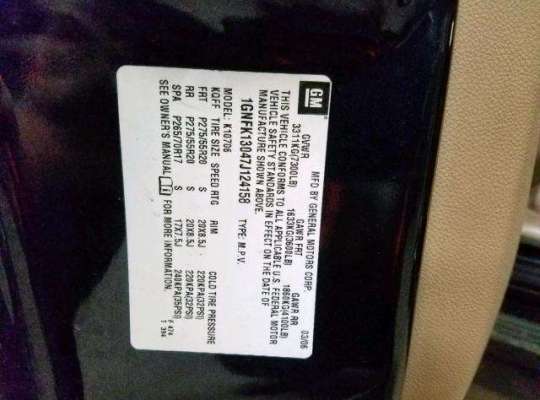 GM
MFD BY GENERAL MOTORS CORP. 03/06
GVWR GAWR FRT GAWR RR
3311KG(7300LB) 1633KG(3600LB) 1860KG(4100LB)
THIS VEHICLE CONFORMS TO ALL APPLICABLE U.S. FEDERAL MOTOR
VEHICLE SAFETY STANDARDS IN EFFECT ON THE DATE OF
MANUFACTURE SHOWN ABOVE.
1GNFK13047J124158 TYPE: M.P.V.
MODEL: K10706
KQFF TIRE SIZE SPEED RTG RIM COLD TIRE PRESSURE
FRT P275/55R20 S 20X8.5J 220KPA(32PSI)
RR P275/55R20 S 20X8.5J 220KPA(32PSI)
SPA P265/70R17 S 17X7.5J 240KPA(35PSI)
SEE OWNER'S MANUAL FOR MORE INFORMATION.